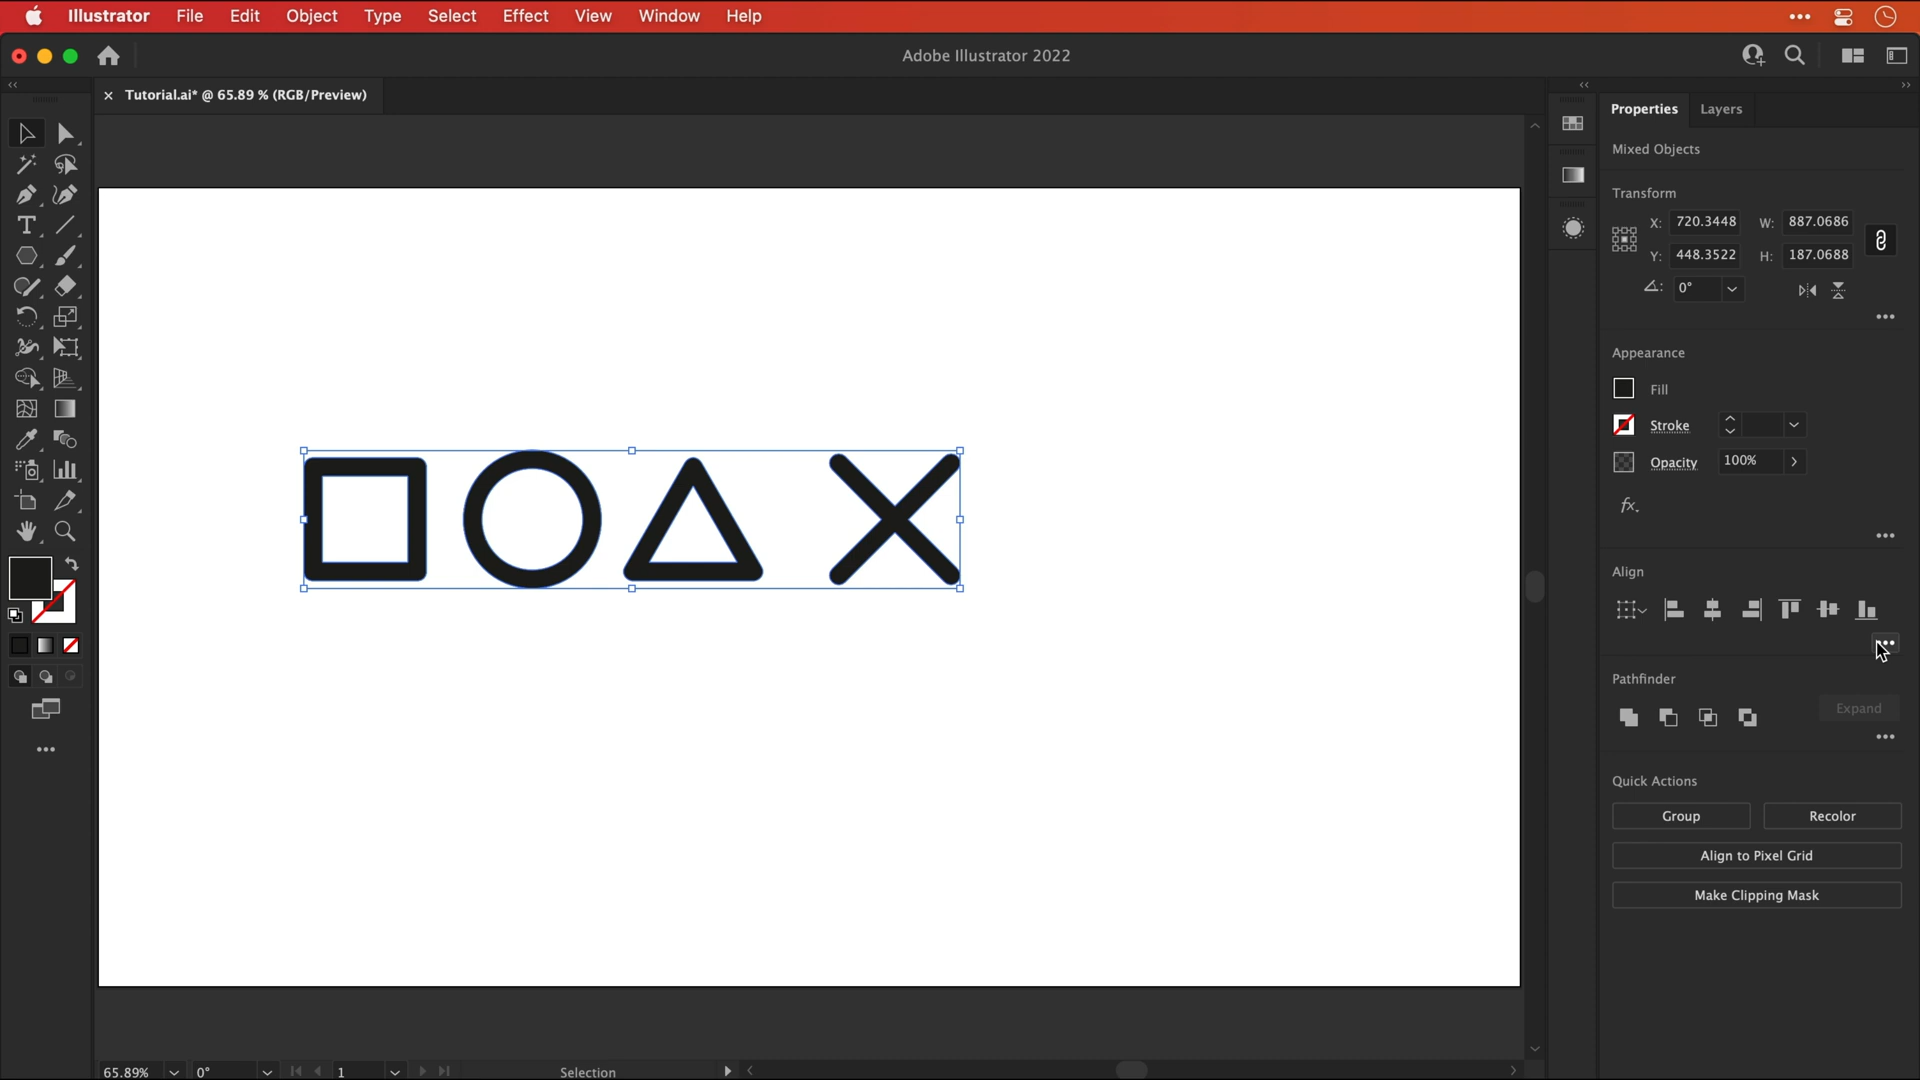 Illustrator File Edit Object Type Select Effect View Window Help
Adobe Illustrator 2022
Tutorial.ai* @ 65.89 % (RGB/Preview)
Properties Layers
Mixed Objects
Transform
X: 720.3448 W: 887.0686
Y: 448.3522 H: 187.0688
0°
Appearance
Fill
Stroke
Opacity 100%
fx.
Align
Pathfinder
Expand
Quick Actions
Group Recolor
Align to Pixel Grid
Make Clipping Mask
65.89% 0° 1 Selection